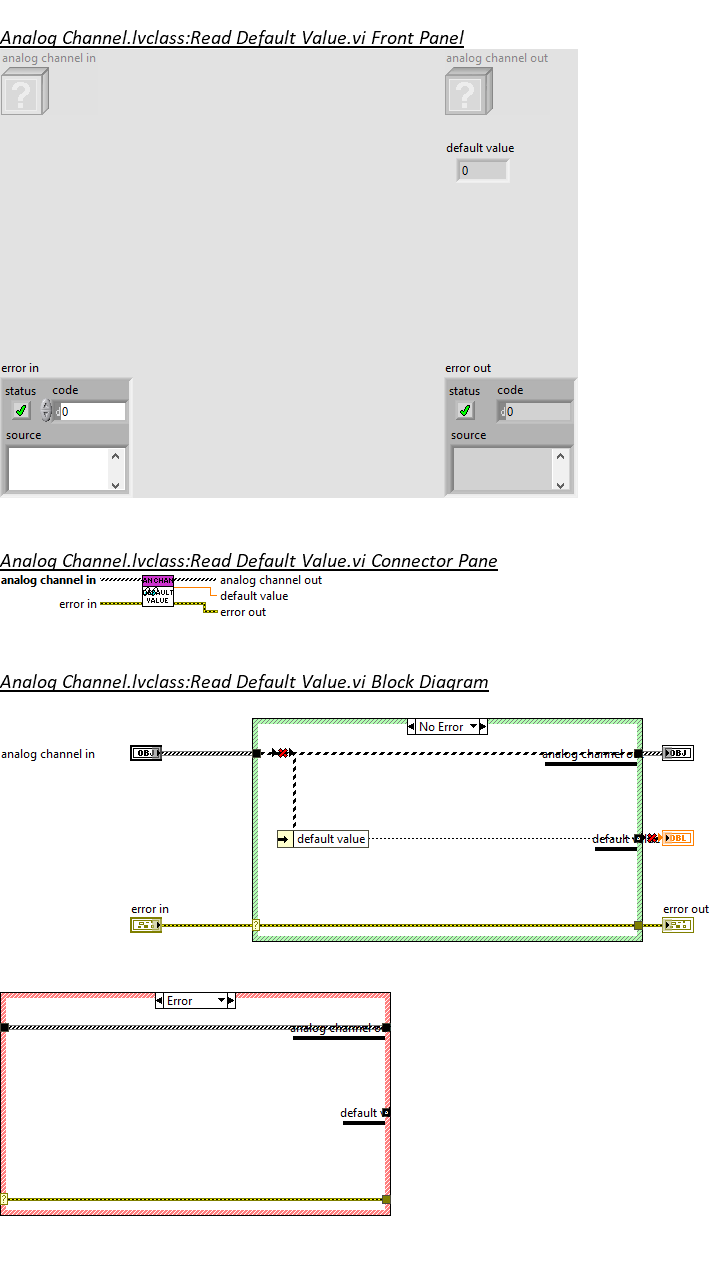 Analog Channel.lvclass:Read Default Value.vi Front Panel
analog channel in
analog channel out
?
?
default value
0
error in
error out
status code
status code
d 0
d 0
source
source
Analog Channel.lvclass:Read Default Value.vi Connector Pane
analog channel in
AN CHAN
analog channel out
default value
VALUE
error in
error out
Analog Channel.lvclass:Read Default Value.vi Block Diagram
No Error
analog channel in
OBJ
analog channel o
OBJ
default value
default value
DBL
error in
error out
?
Error
analog channel o
default v
?